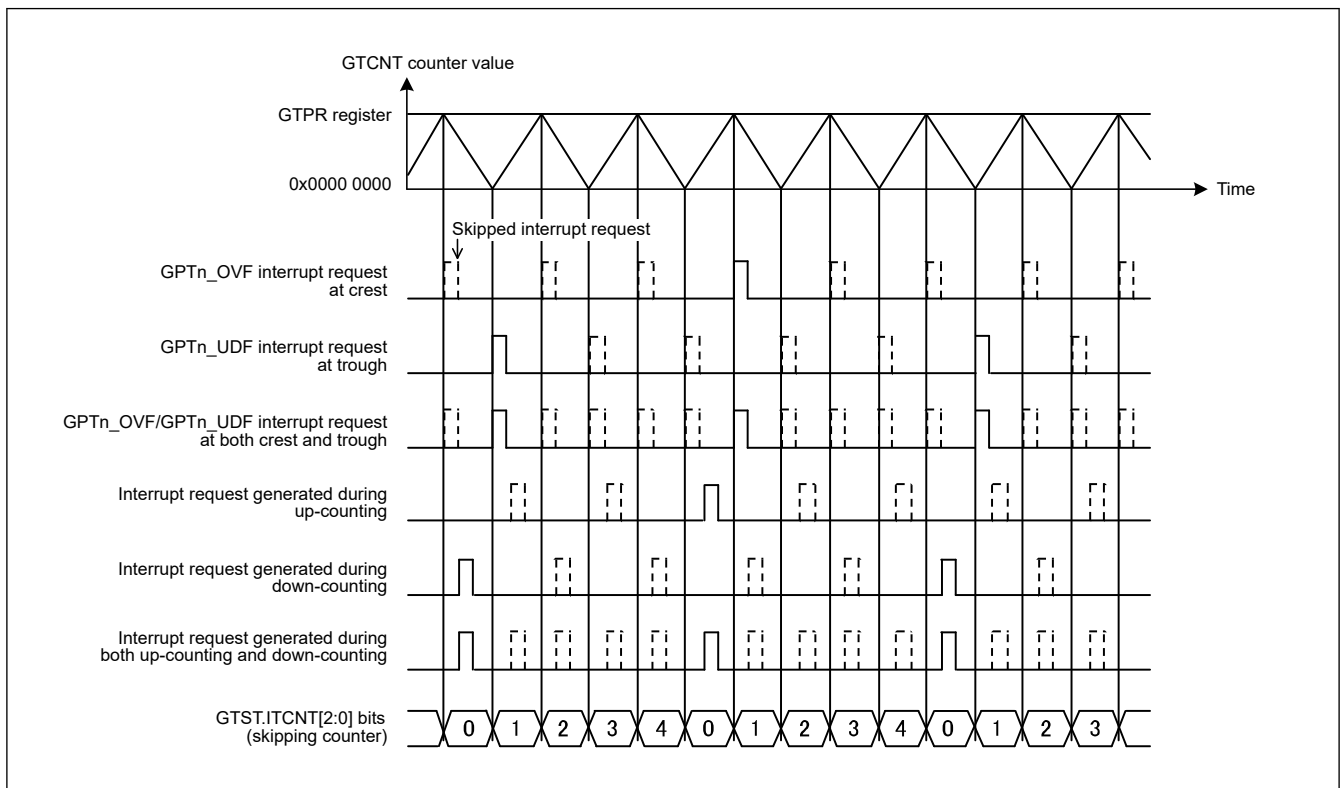 GTCNT counter value
GTPR register
0x0000 0000
Time
Skipped interrupt request
GPTn_OVF interrupt request
at crest
GPTn_UDF interrupt request
at trough
GPTn_OVF/GPTn_UDF interrupt request
at both crest and trough
Interrupt request generated during
up-counting
Interrupt request generated during
down-counting
Interrupt request generated during
both up-counting and down-counting
GTST.ITCNT[2:0] bits
(skipping counter)
0 1 2 3 4 0 1 2 3 4 0 1 2 3